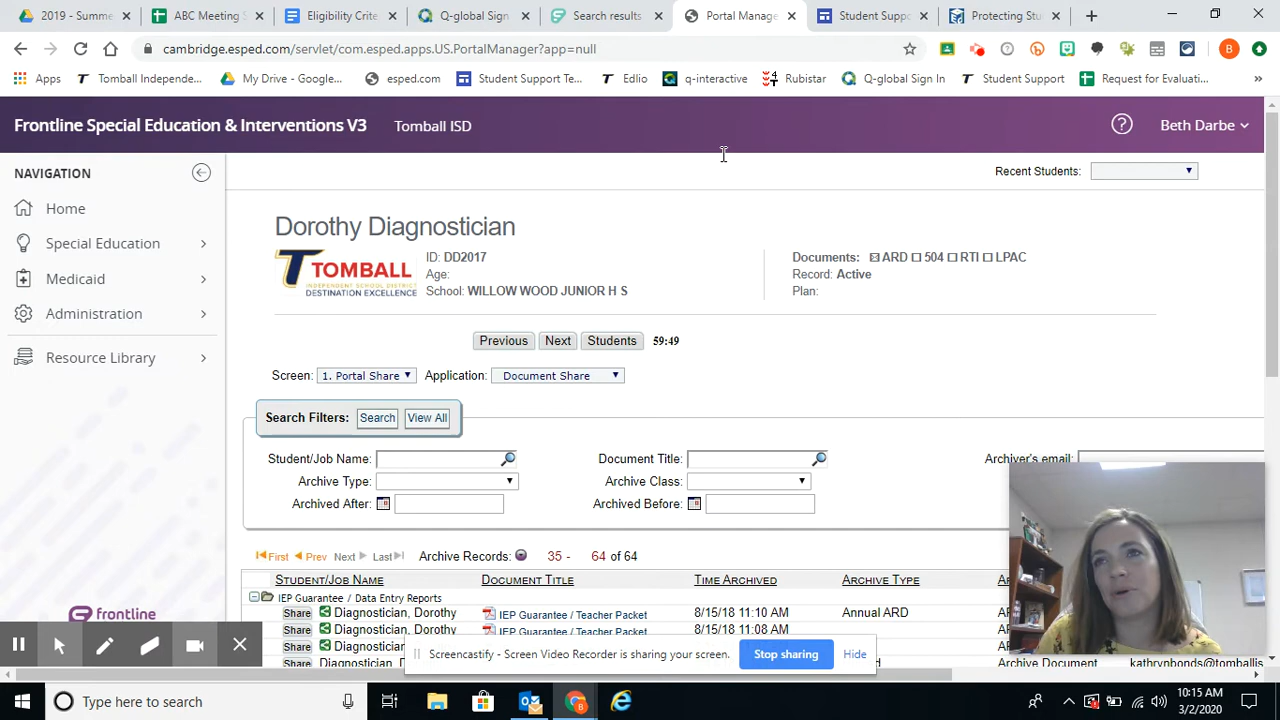 2019 - Summe
ABC Meeting S
Eligibility Crite
Q-global Sign
Search results
Portal Manage
Student Suppo
Protecting Stu
cambridge.esped.com/servlet/com.esped.apps.US.PortalManager?app=null
B
Apps
Tomball Independe...
My Drive - Google...
esped.com
Student Support Te...
Edlio
q-interactive
Rubistar
Q-global Sign In
Student Support
Request for Evaluati...
Frontline Special Education & Interventions V3
Tomball ISD
Beth Darbe
NAVIGATION
Home
Special Education
Medicaid
Administration
Resource Library
frontline
Recent Students:
Dorothy Diagnostician
T TOMBALL
INDEPENDENT SCHOOL DISTRICT
DESTINATION EXCELLENCE
ID: DD2017
Age:
School: WILLOW WOOD JUNIOR H S
Documents: ARD 504 RTI LPAC
Record: Active
Plan:
Previous Next Students 59:49
Screen: 1. Portal Share Application: Document Share
Search Filters: Search View All
Student/Job Name: Document Title: Archiver's email:
Archive Type: Archive Class:
Archived After: Archived Before:
First Prev Next Last Archive Records: 35 - 64 of 64
STUDENT/JOB NAME DOCUMENT TITLE TIME ARCHIVED ARCHIVE TYPE
IEP Guarantee / Data Entry Reports
Share Diagnostician, Dorothy IEP Guarantee / Teacher Packet 8/15/18 11:10 AM Annual ARD
Share Diagnostician, Dorothy IEP Guarantee / Teacher Packet 8/15/18 11:08 AM
Share Diagnostician,
Share Diagnostician, D
Archive Document kathrynbonds@tomballis
Screencastify - Screen Video Recorder is sharing your screen. Stop sharing Hide
Type here to search
10:15 AM
3/2/2020